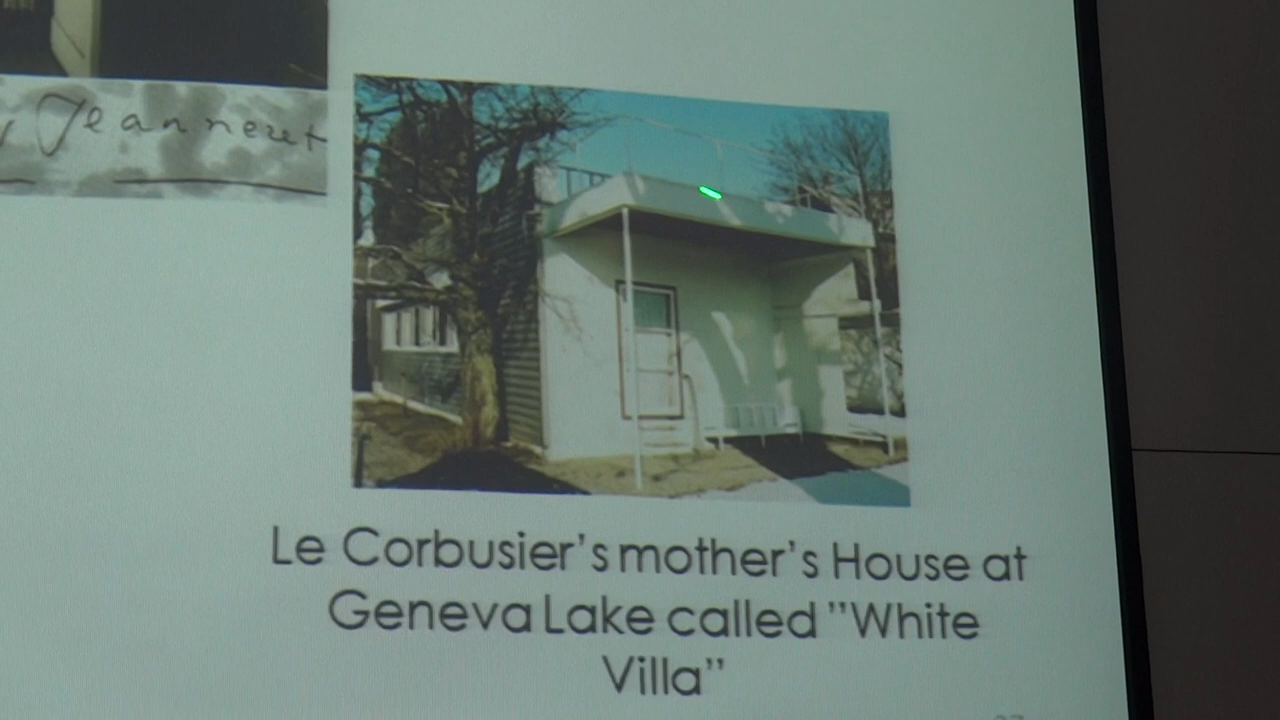 Jeanneret
Le Corbusier's mother's House at
Geneva Lake called "White
Villa"